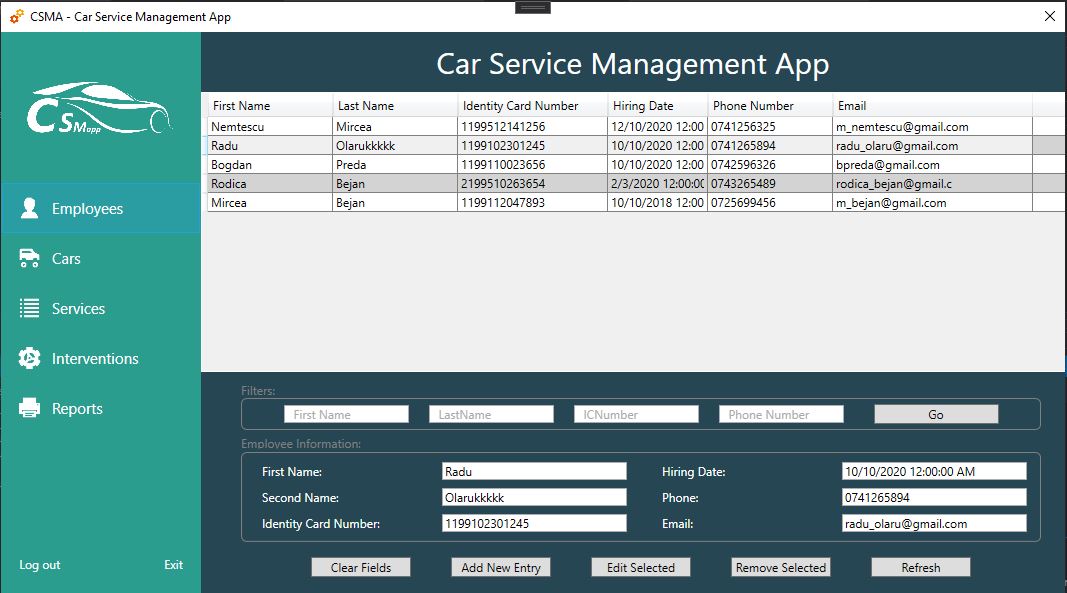 CSMA - Car Service Management App
CSMapp
Car Service Management App
First Name Last Name Identity Card Number Hiring Date Phone Number Email
Nemtescu Mircea 1199512141256 12/10/2020 12:00 0741256325 m_nemtescu@gmail.com
Radu Olarukkkkk 1199102301245 10/10/2020 12:00 0741265894 radu_olaru@gmail.com
Bogdan Preda 1199110023656 10/10/2020 12:00 0742596326 bpreda@gmail.com
Rodica Bejan 2199510263654 2/3/2020 12:00:00 0743265489 rodica_bejan@gmail.c
Mircea Bejan 1199112047893 10/10/2018 12:00 0725699456 m_bejan@gmail.com
Employees
Cars
Services
Interventions
Reports
Log out Exit
Filters:
First Name LastName ICNumber Phone Number Go
Employee Information:
First Name: Radu Hiring Date: 10/10/2020 12:00:00 AM
Second Name: Olarukkkkk Phone: 0741265894
Identity Card Number: 1199102301245 Email: radu_olaru@gmail.com
Clear Fields Add New Entry Edit Selected Remove Selected Refresh